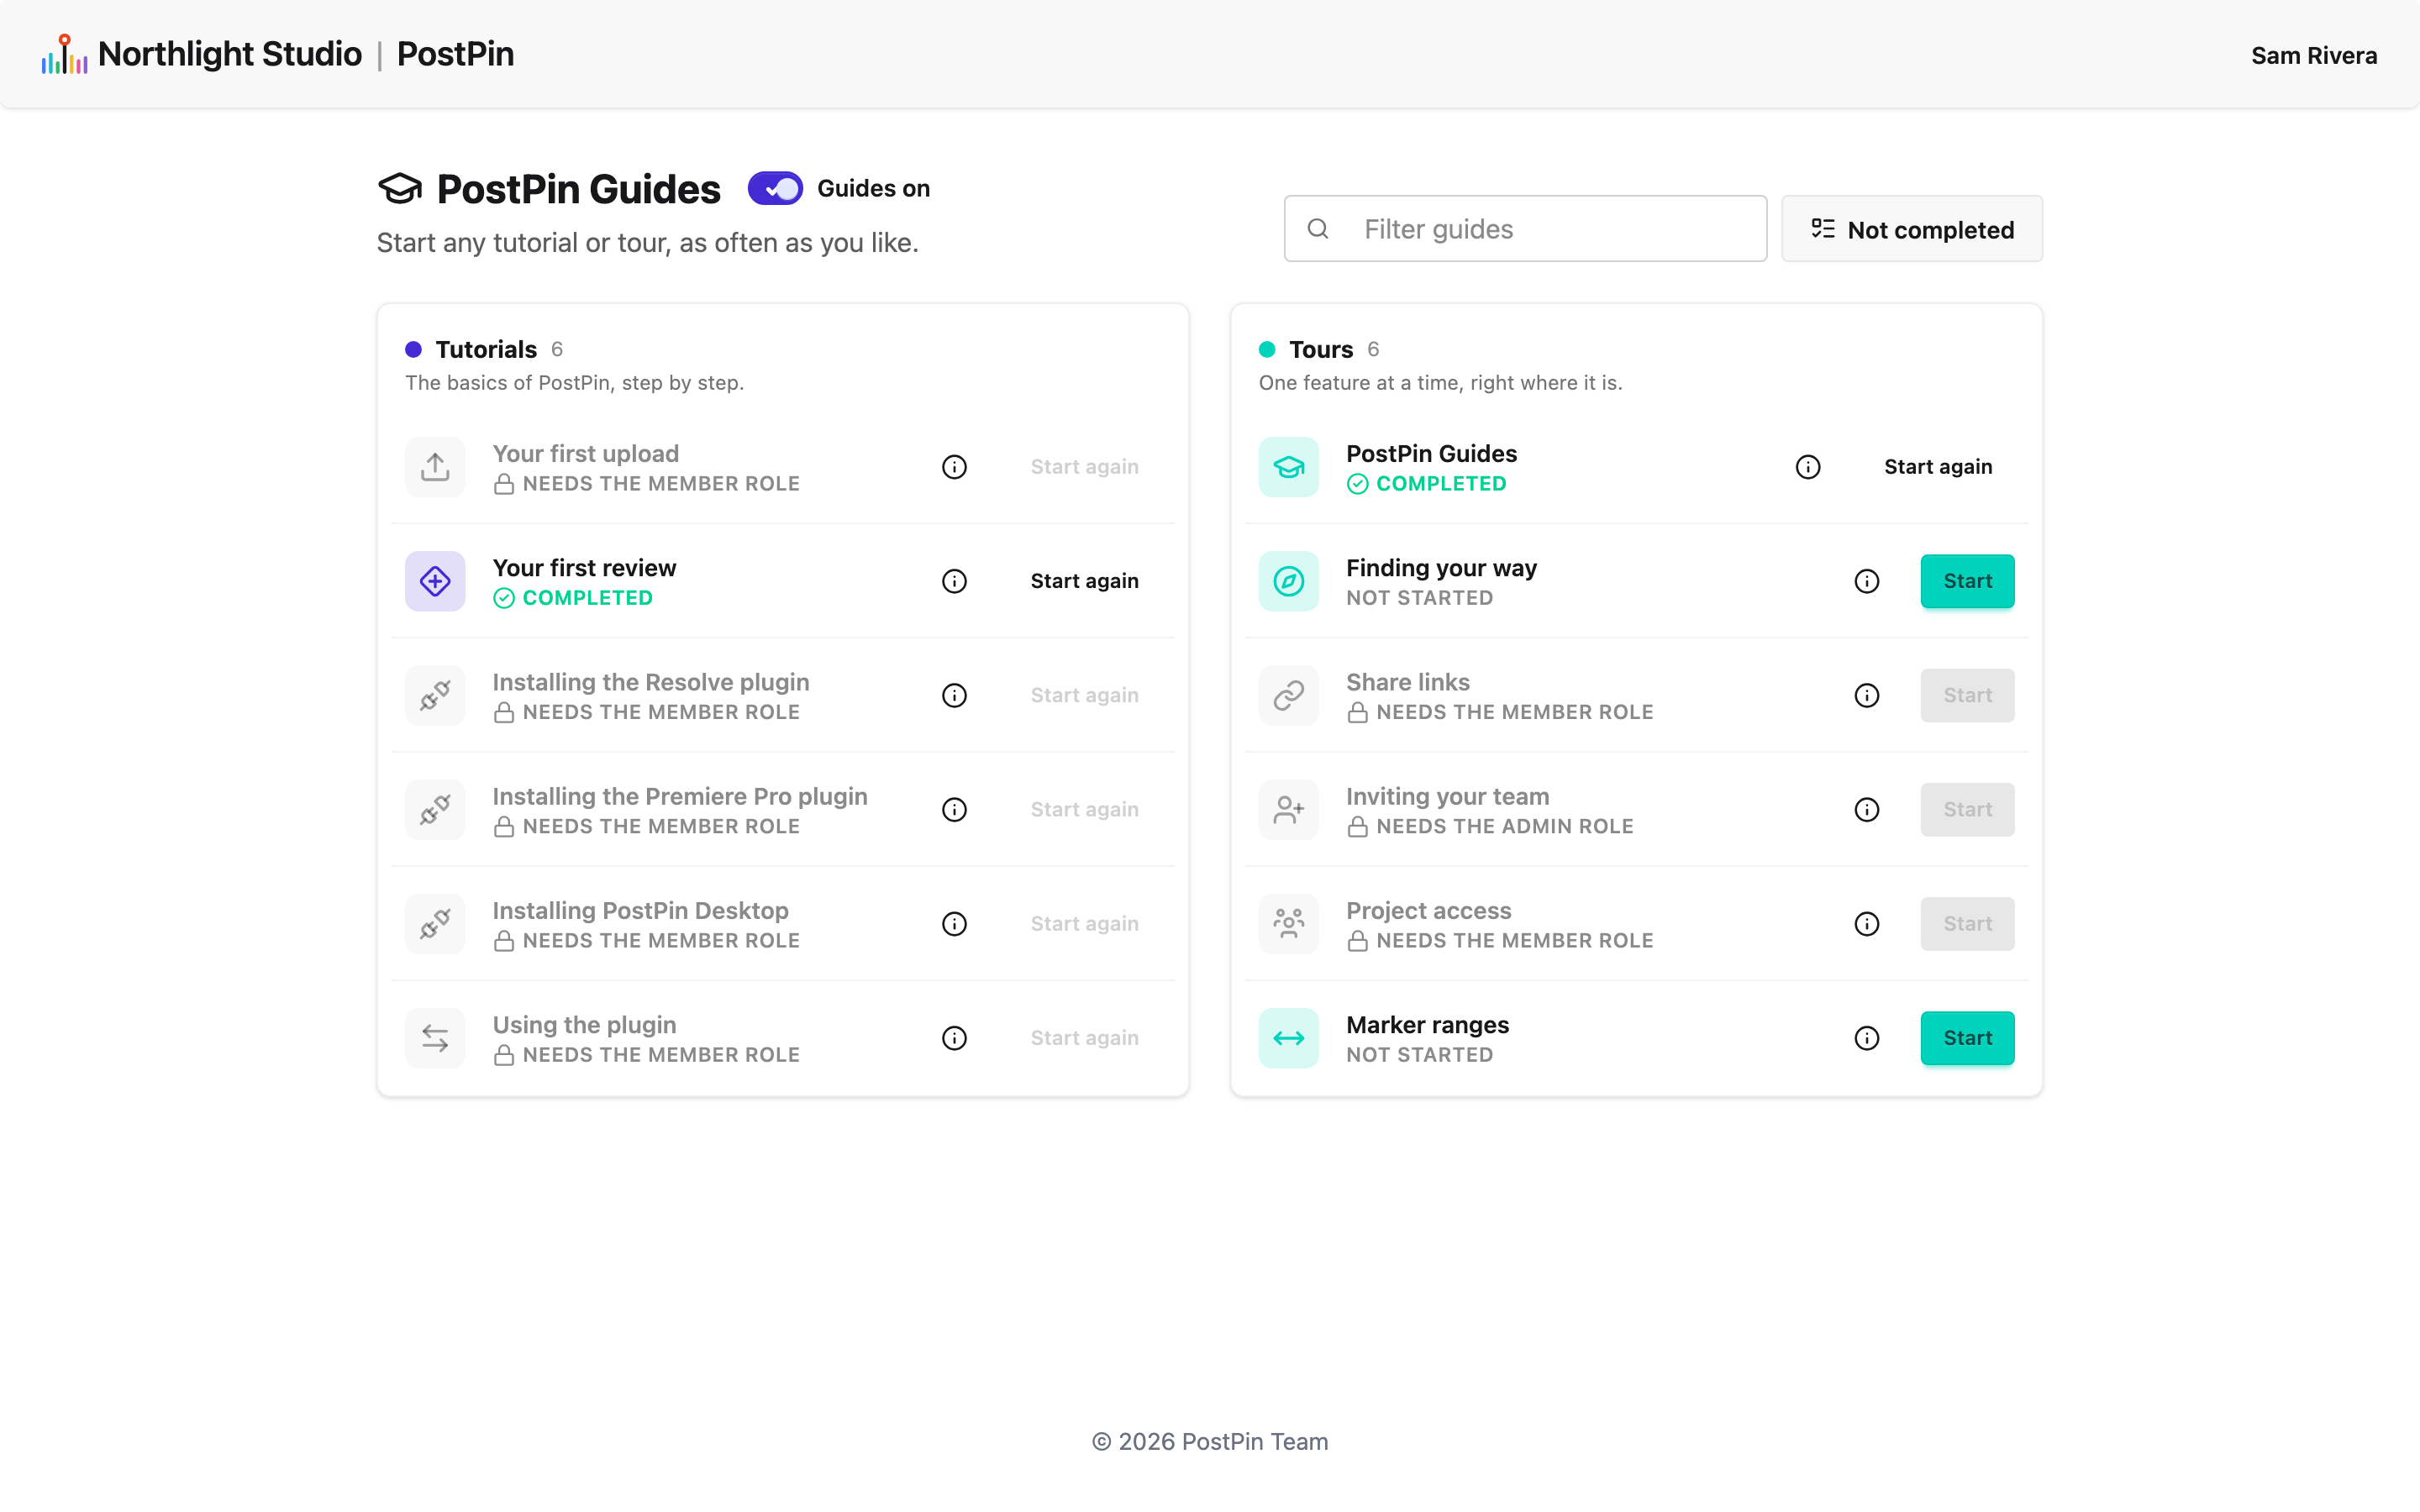 Northlight Studio | PostPin
Sam Rivera
PostPin Guides
Guides on
Start any tutorial or tour, as often as you like.
Filter guides
Not completed
Tutorials 6
The basics of PostPin, step by step.
Your first upload
NEEDS THE MEMBER ROLE
Start again
Your first review
COMPLETED
Start again
Installing the Resolve plugin
NEEDS THE MEMBER ROLE
Start again
Installing the Premiere Pro plugin
NEEDS THE MEMBER ROLE
Start again
Installing PostPin Desktop
NEEDS THE MEMBER ROLE
Start again
Using the plugin
NEEDS THE MEMBER ROLE
Start again
Tours 6
One feature at a time, right where it is.
PostPin Guides
COMPLETED
Start again
Finding your way
NOT STARTED
Start
Share links
NEEDS THE MEMBER ROLE
Start
Inviting your team
NEEDS THE ADMIN ROLE
Start
Project access
NEEDS THE MEMBER ROLE
Start
Marker ranges
NOT STARTED
Start
© 2026 PostPin Team